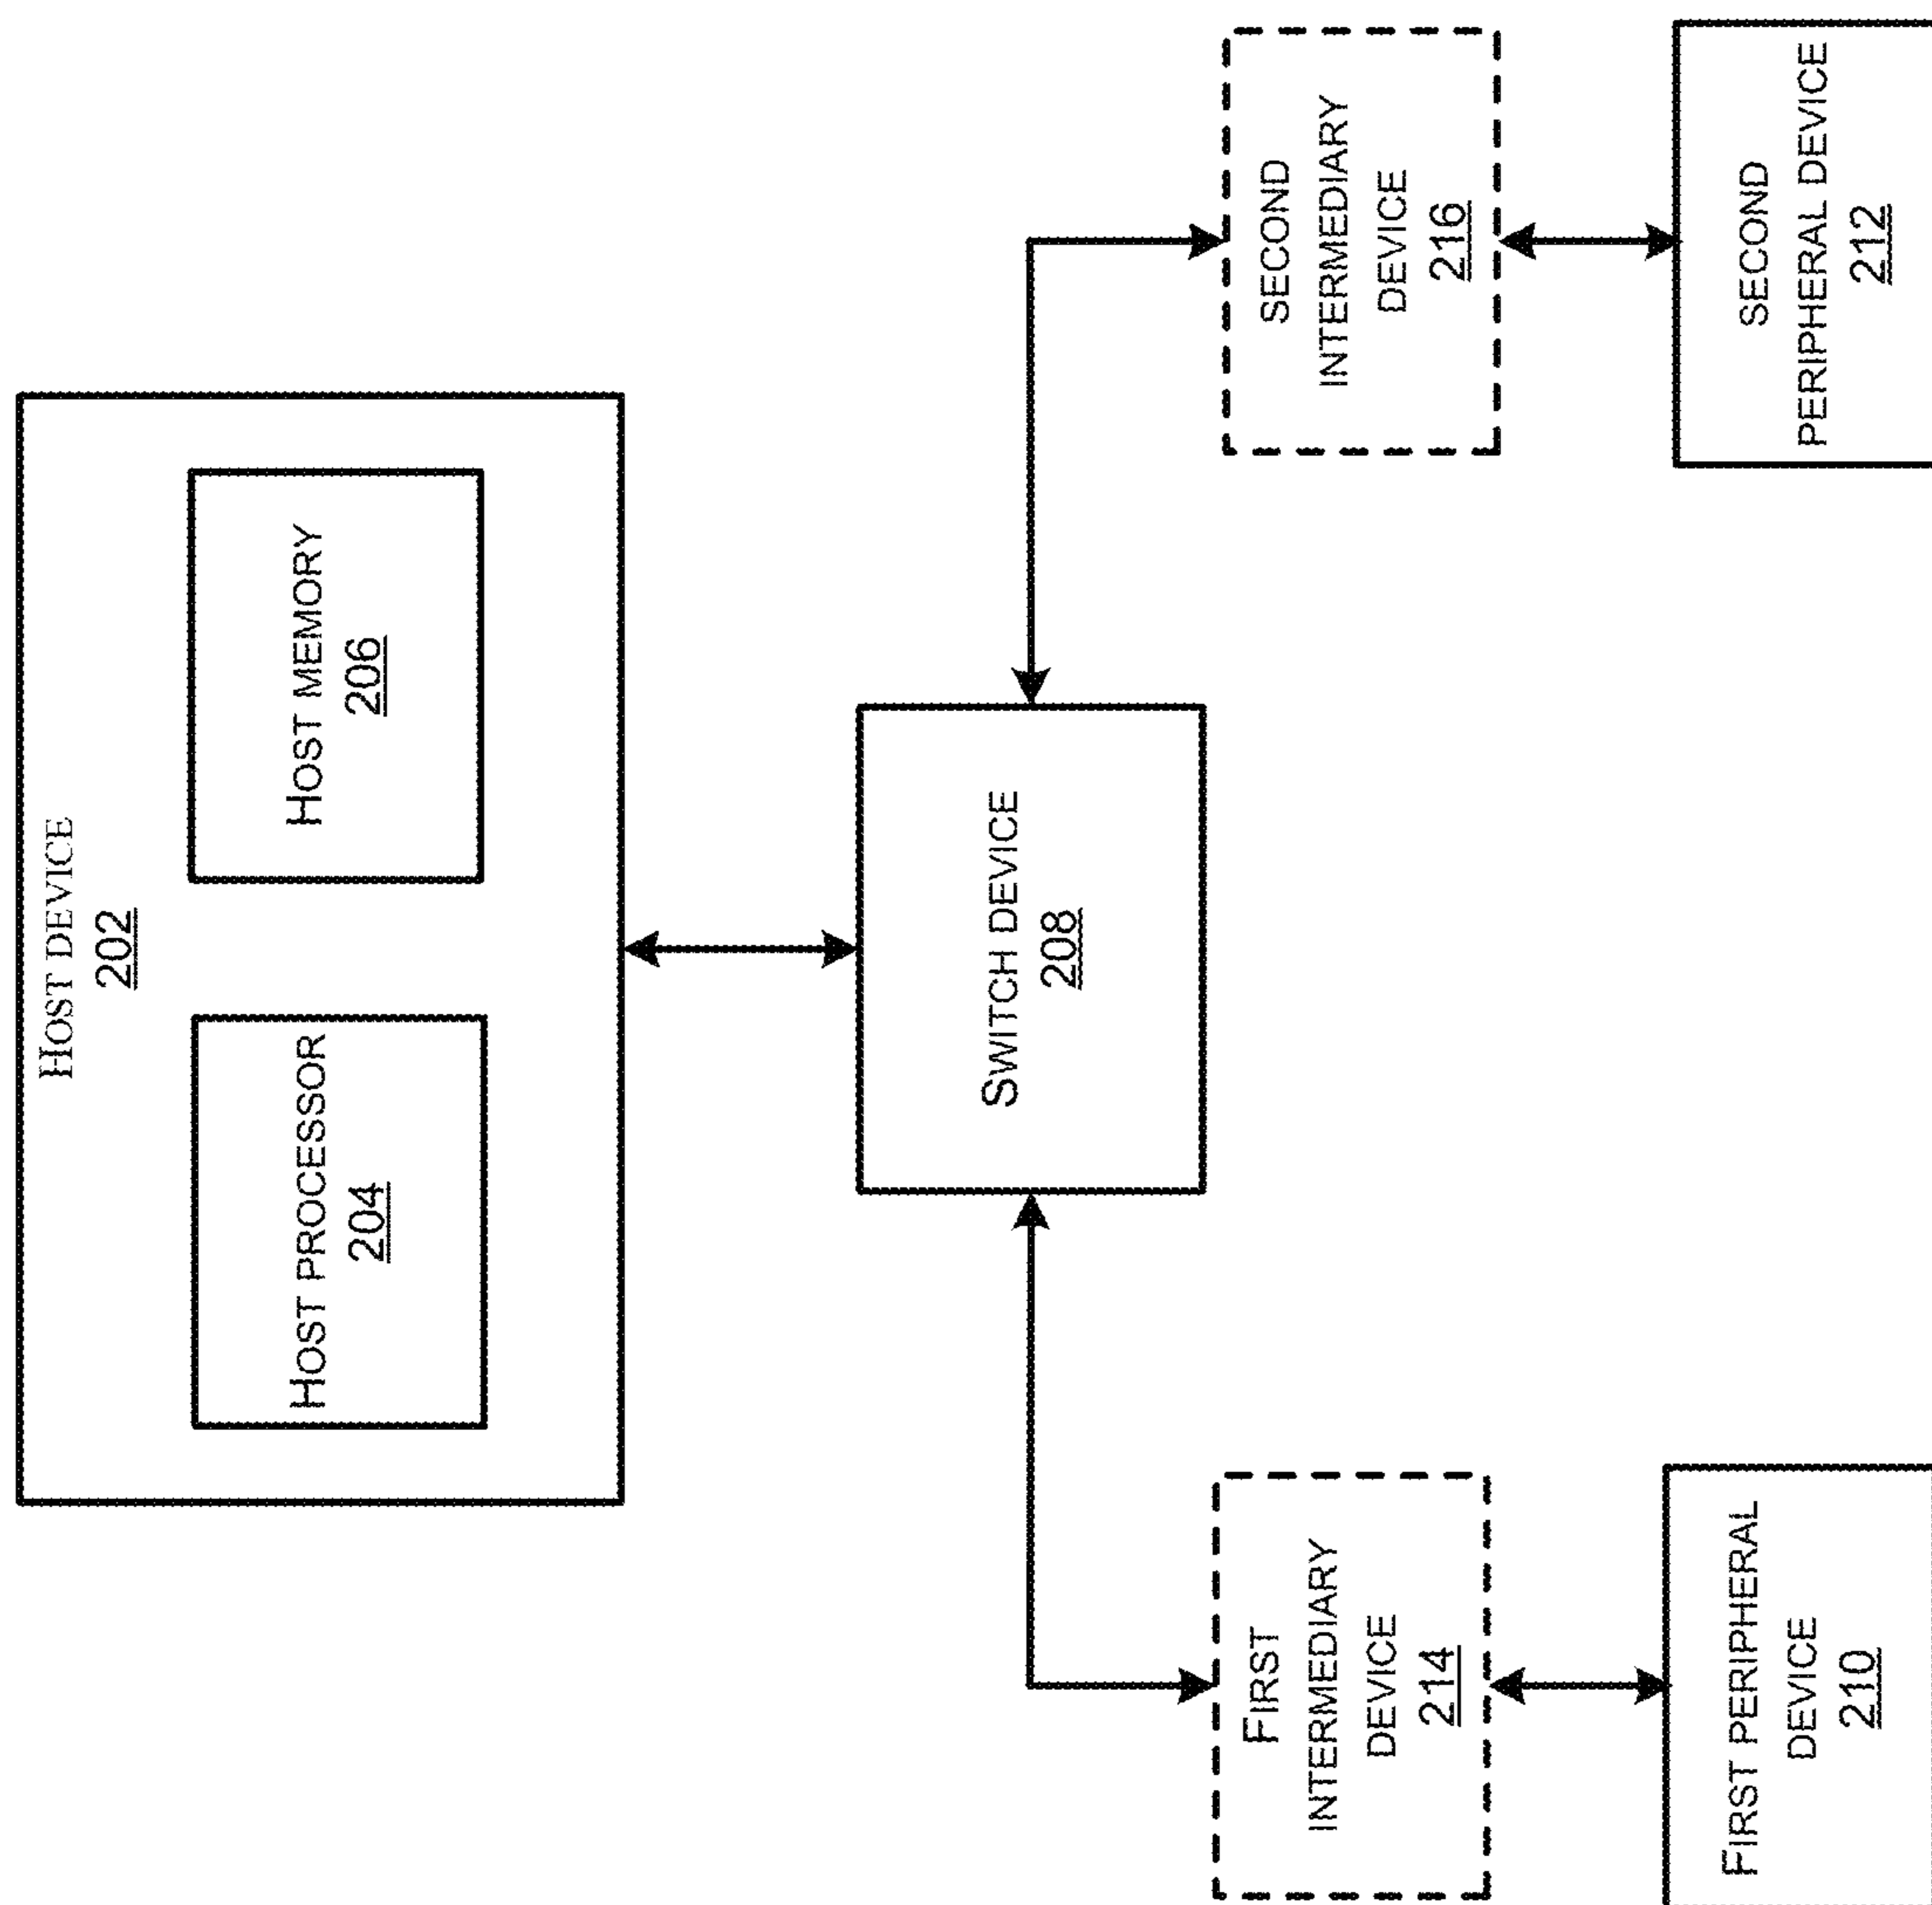 HOST DEVICE
202
HOST PROCESSOR
204
HOST MEMORY
206
SWITCH DEVICE
208
FIRST
INTERMEDIARY
DEVICE
214
SECOND
INTERMEDIARY
DEVICE
216
FIRST PERIPHERAL
DEVICE
210
SECOND
PERIPHERAL DEVICE
212